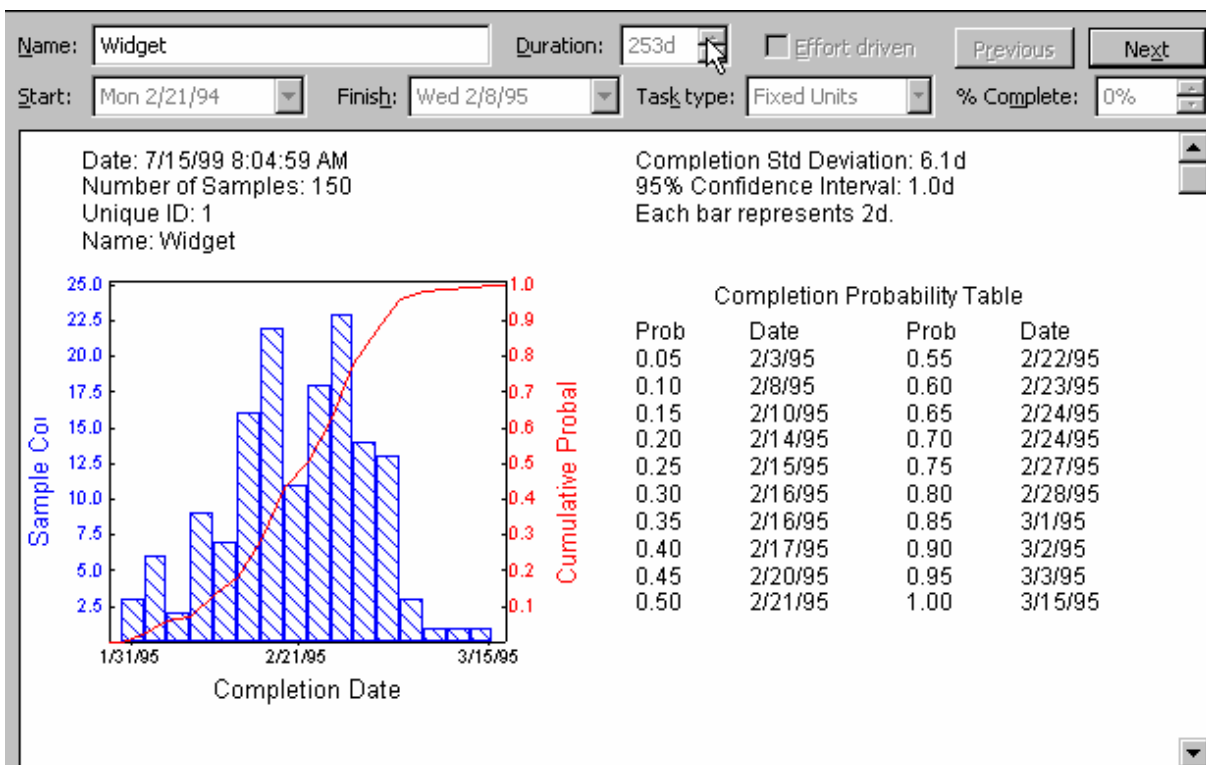 Name: Widget Duration: 253d Effort driven Previous Next
Start: Mon 2/21/94 Finish: Wed 2/8/95 Task type: Fixed Units % Complete: 0%
Date: 7/15/99 8:04:59 AM
Number of Samples: 150
Unique ID: 1
Name: Widget
Completion Std Deviation: 6.1d
95% Confidence Interval: 1.0d
Each bar represents 2d.
25.0
22.5
20.0
17.5
15.0
12.5
10.0
7.5
5.0
2.5
Sample Cou
1.0
0.9
0.8
0.7
0.6
0.5
0.4
0.3
0.2
0.1
Cumulative Probal
1/31/95 2/21/95 3/15/95
Completion Date
Completion Probability Table
Prob Date Prob Date
0.05 2/3/95 0.55 2/22/95
0.10 2/8/95 0.60 2/23/95
0.15 2/10/95 0.65 2/24/95
0.20 2/14/95 0.70 2/24/95
0.25 2/15/95 0.75 2/27/95
0.30 2/16/95 0.80 2/28/95
0.35 2/16/95 0.85 3/1/95
0.40 2/17/95 0.90 3/2/95
0.45 2/20/95 0.95 3/3/95
0.50 2/21/95 1.00 3/15/95